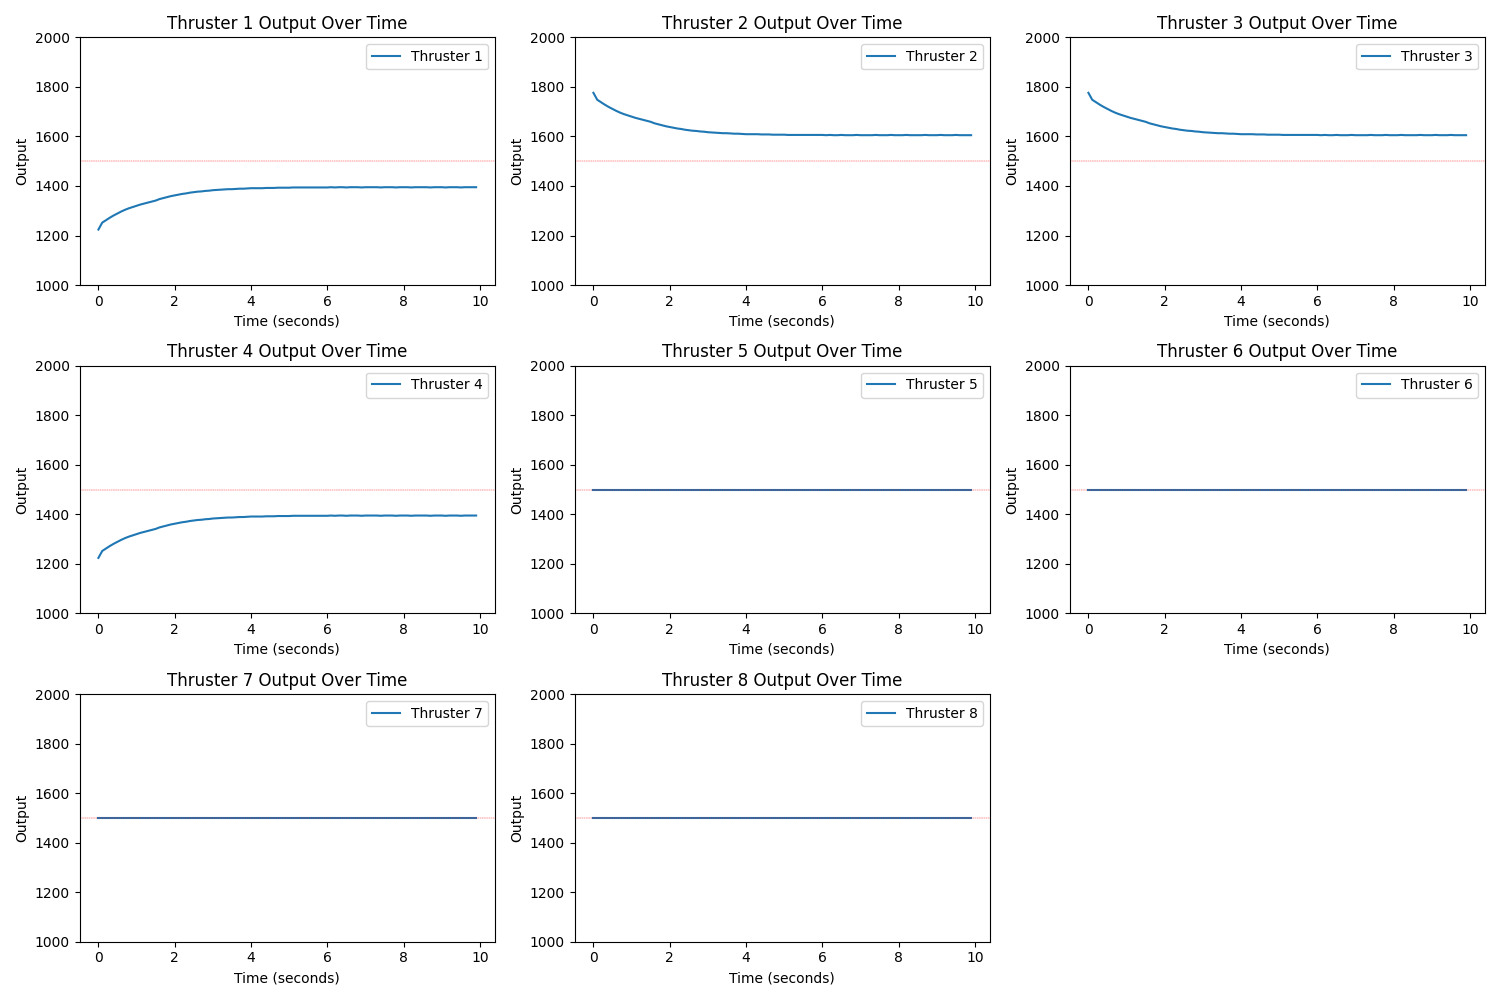 Thruster 1 Output Over Time
Thruster 2 Output Over Time
Thruster 3 Output Over Time
2000
1800
1600
1400
1200
1000
Output
Thruster 1
0 2 4 6 8 10
Time (seconds)
2000
1800
1600
1400
1200
1000
Output
Thruster 2
0 2 4 6 8 10
Time (seconds)
2000
1800
1600
1400
1200
1000
Output
Thruster 3
0 2 4 6 8 10
Time (seconds)
Thruster 4 Output Over Time
Thruster 5 Output Over Time
Thruster 6 Output Over Time
2000
1800
1600
1400
1200
1000
Output
Thruster 4
0 2 4 6 8 10
Time (seconds)
2000
1800
1600
1400
1200
1000
Output
Thruster 5
0 2 4 6 8 10
Time (seconds)
2000
1800
1600
1400
1200
1000
Output
Thruster 6
0 2 4 6 8 10
Time (seconds)
Thruster 7 Output Over Time
Thruster 8 Output Over Time
2000
1800
1600
1400
1200
1000
Output
Thruster 7
0 2 4 6 8 10
Time (seconds)
2000
1800
1600
1400
1200
1000
Output
Thruster 8
0 2 4 6 8 10
Time (seconds)